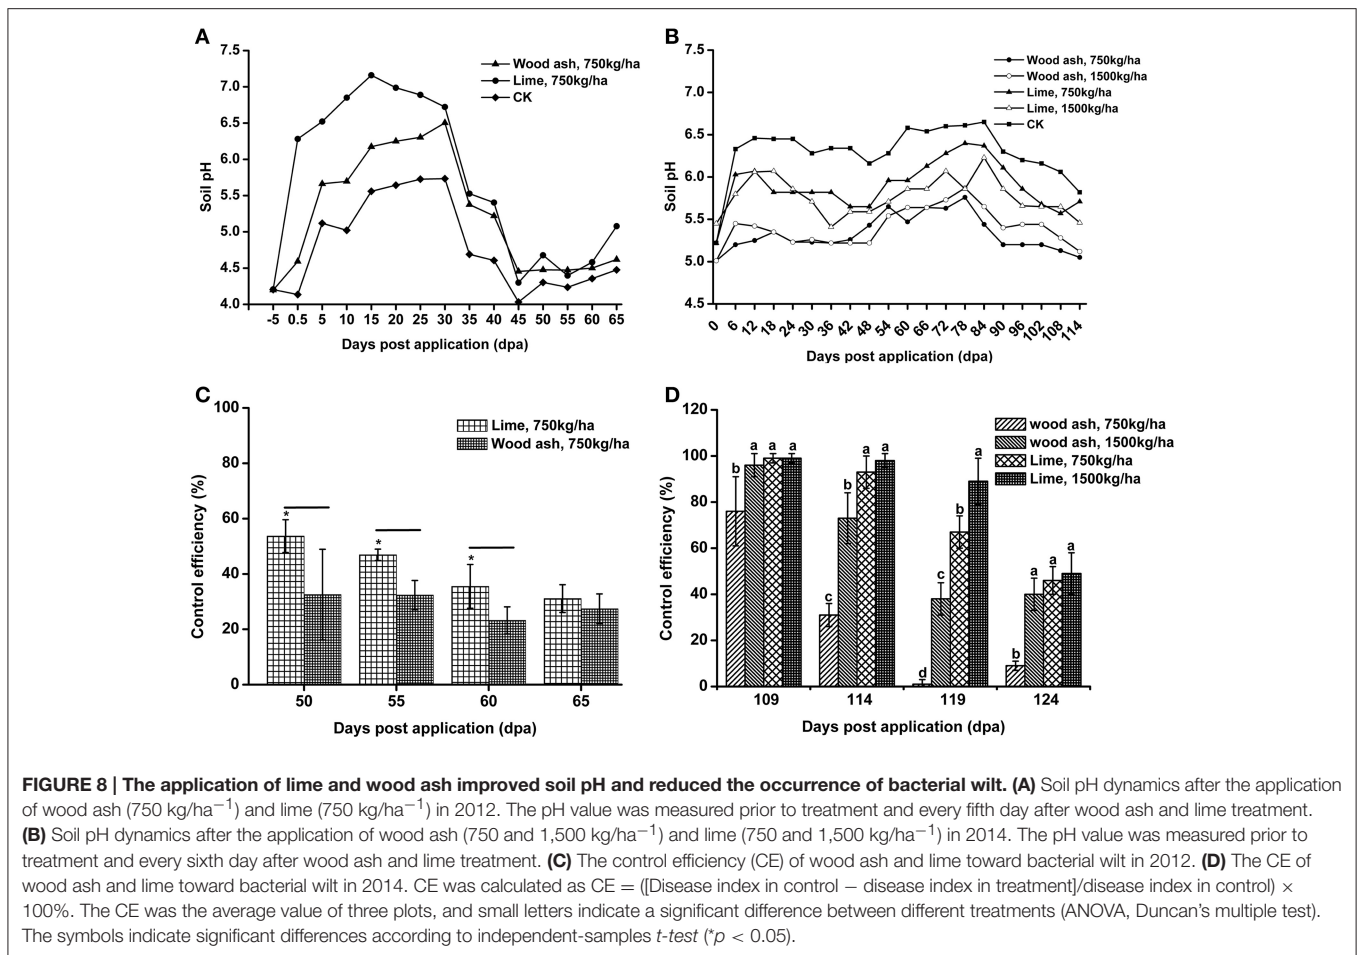 A
7.5
7.0
6.5
6.0
5.5
5.0
4.5
4.0
Soil pH
Wood ash, 750kg/ha
Lime, 750kg/ha
CK
-5 0.5 5 10 15 20 25 30 35 40 45 50 55 60 65
Days post application (dpa)
B
7.5
7.0
6.5
6.0
5.5
5.0
4.5
Soil pH
Wood ash, 750kg/ha
Wood ash, 1500kg/ha
Lime, 750kg/ha
Lime, 1500kg/ha
CK
0 6 12 18 24 30 36 42 48 54 60 66 72 78 84 90 96 102 108 114
Days post application (dpa)
C
100
80
60
40
20
0
Control efficiency (%)
Lime, 750kg/ha
Wood ash, 750kg/ha
* * *
50 55 60 65
Days post application (dpa)
D
120
100
80
60
40
20
0
Control efficiency (%)
wood ash, 750kg/ha
wood ash, 1500kg/ha
Lime, 750kg/ha
Lime, 1500kg/ha
b a a a
c b a a
d c b a
b a a a
109 114 119 124
Days post application (dpa)
FIGURE 8 | The application of lime and wood ash improved soil pH and reduced the occurrence of bacterial wilt. (A) Soil pH dynamics after the application
of wood ash (750 kg/ha⁻¹) and lime (750 kg/ha⁻¹) in 2012. The pH value was measured prior to treatment and every fifth day after wood ash and lime treatment.
(B) Soil pH dynamics after the application of wood ash (750 and 1,500 kg/ha⁻¹) and lime (750 and 1,500 kg/ha⁻¹) in 2014. The pH value was measured prior to
treatment and every sixth day after wood ash and lime treatment. (C) The control efficiency (CE) of wood ash and lime toward bacterial wilt in 2012. (D) The CE of
wood ash and lime toward bacterial wilt in 2014. CE was calculated as CE = ([Disease index in control − disease index in treatment]/disease index in control) ×
100%. The CE was the average value of three plots, and small letters indicate a significant difference between different treatments (ANOVA, Duncan's multiple test).
The symbols indicate significant differences according to independent-samples t-test (*p < 0.05).